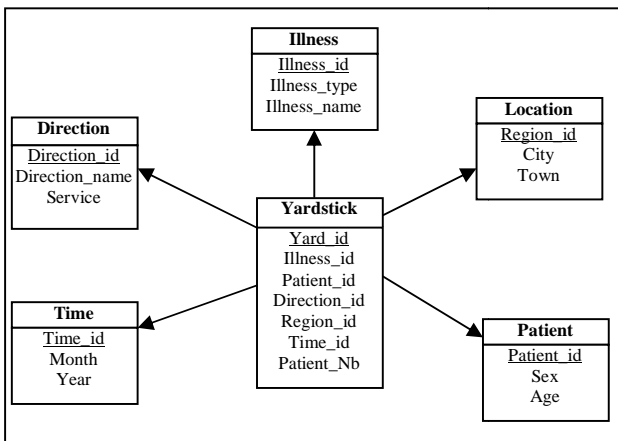 Illness
Illness_id
Illness_type
Illness_name
Location
Region_id
City
Town
Direction
Direction_id
Direction_name
Service
Yardstick
Yard_id
Illness_id
Patient_id
Direction_id
Region_id
Time_id
Patient_Nb
Time
Time_id
Month
Year
Patient
Patient_id
Sex
Age